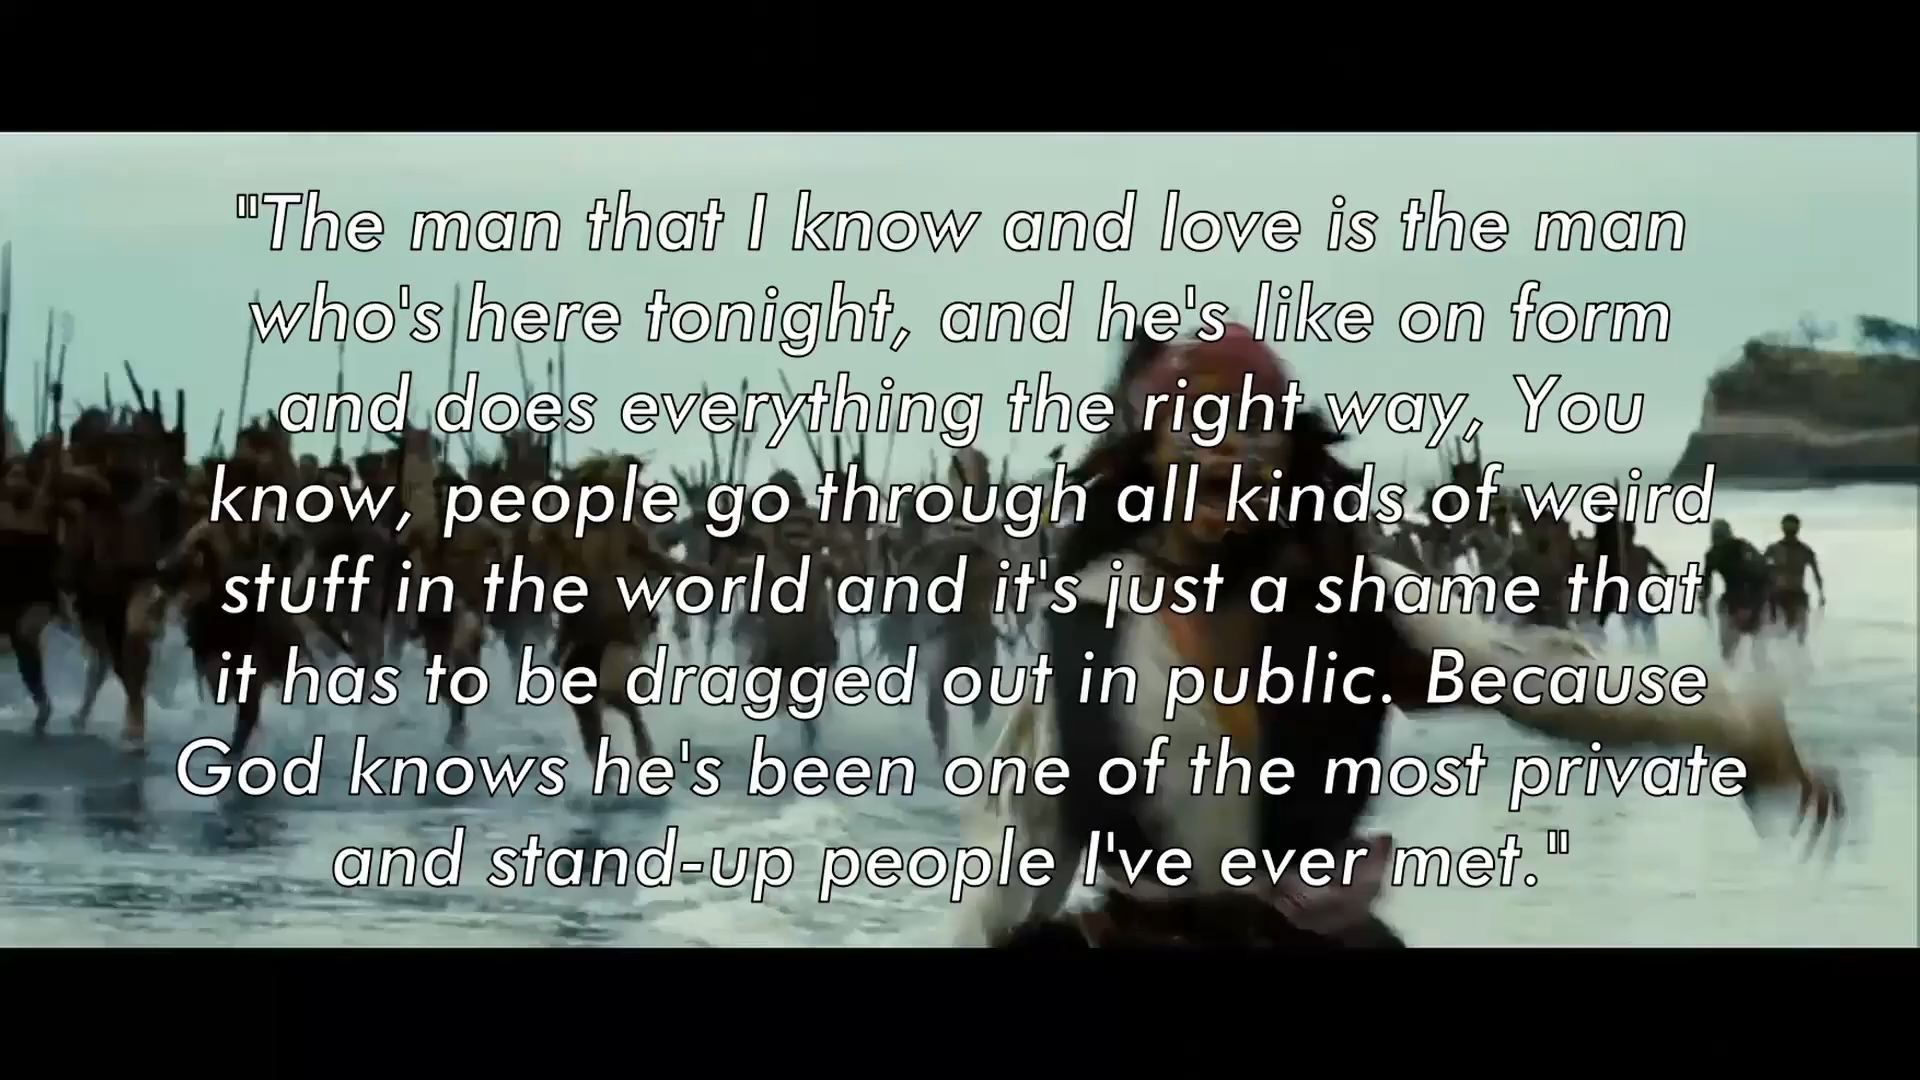 "The man that I know and love is the man
who's here tonight, and he's like on form
and does everything the right way, You
know, people go through all kinds of weird
stuff in the world and it's just a shame that
it has to be dragged out in public. Because
God knows he's been one of the most private
and stand-up people I've ever met."